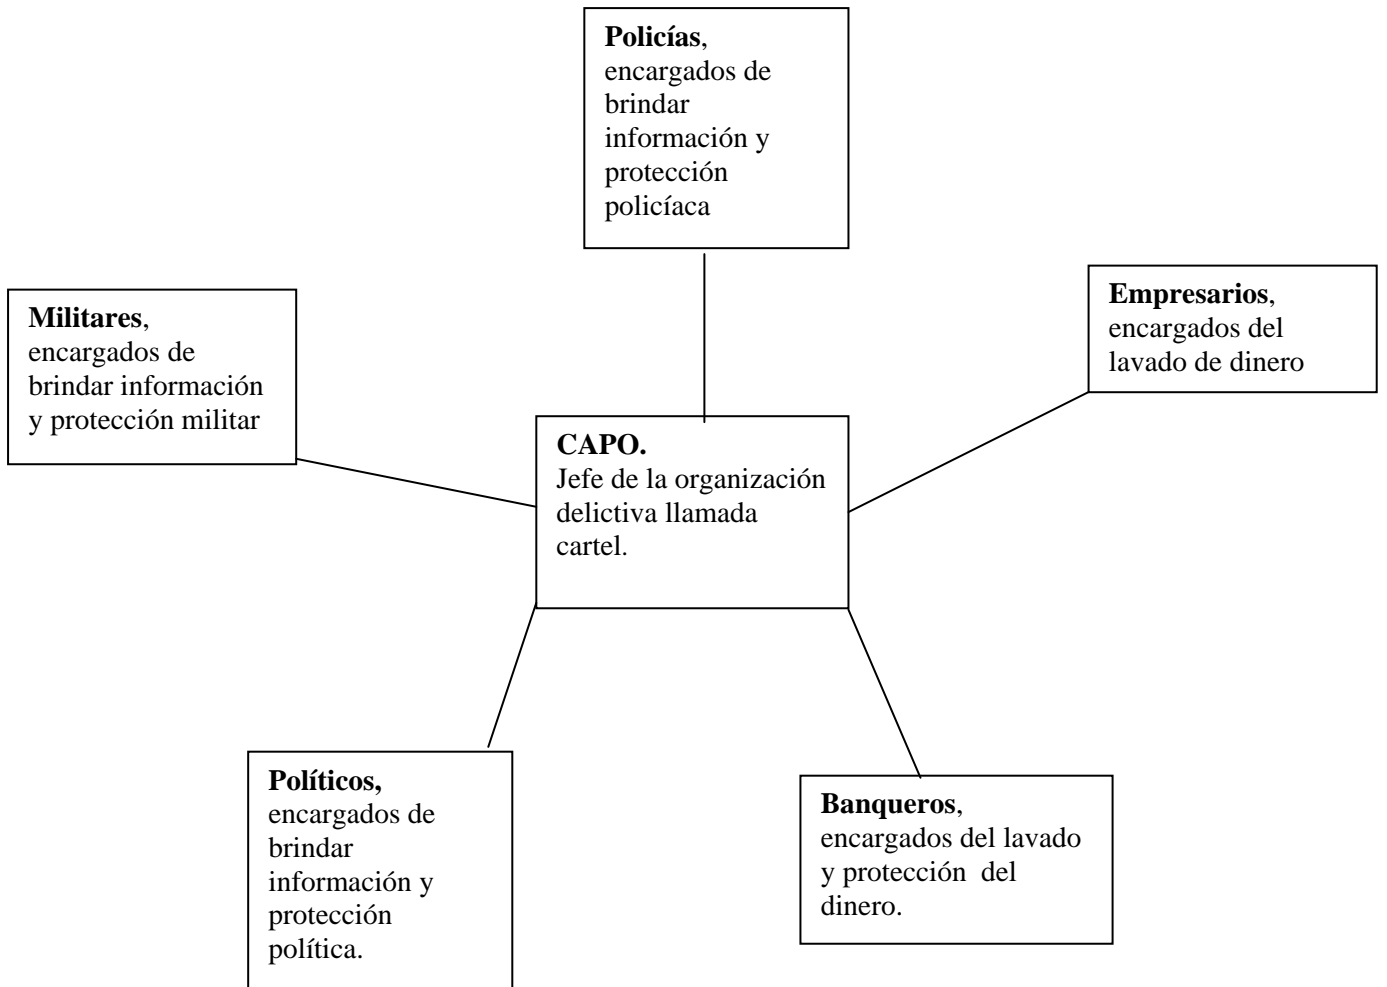 Policías,
encargados de
brindar
información y
protección
policíaca
Empresarios,
encargados del
lavado de dinero
Militares,
encargados de
brindar información
y protección militar
CAPO.
Jefe de la organización
delictiva llamada
cartel.
Políticos,
encargados de
brindar
información y
protección
política.
Banqueros,
encargados del lavado
y protección  del
dinero.